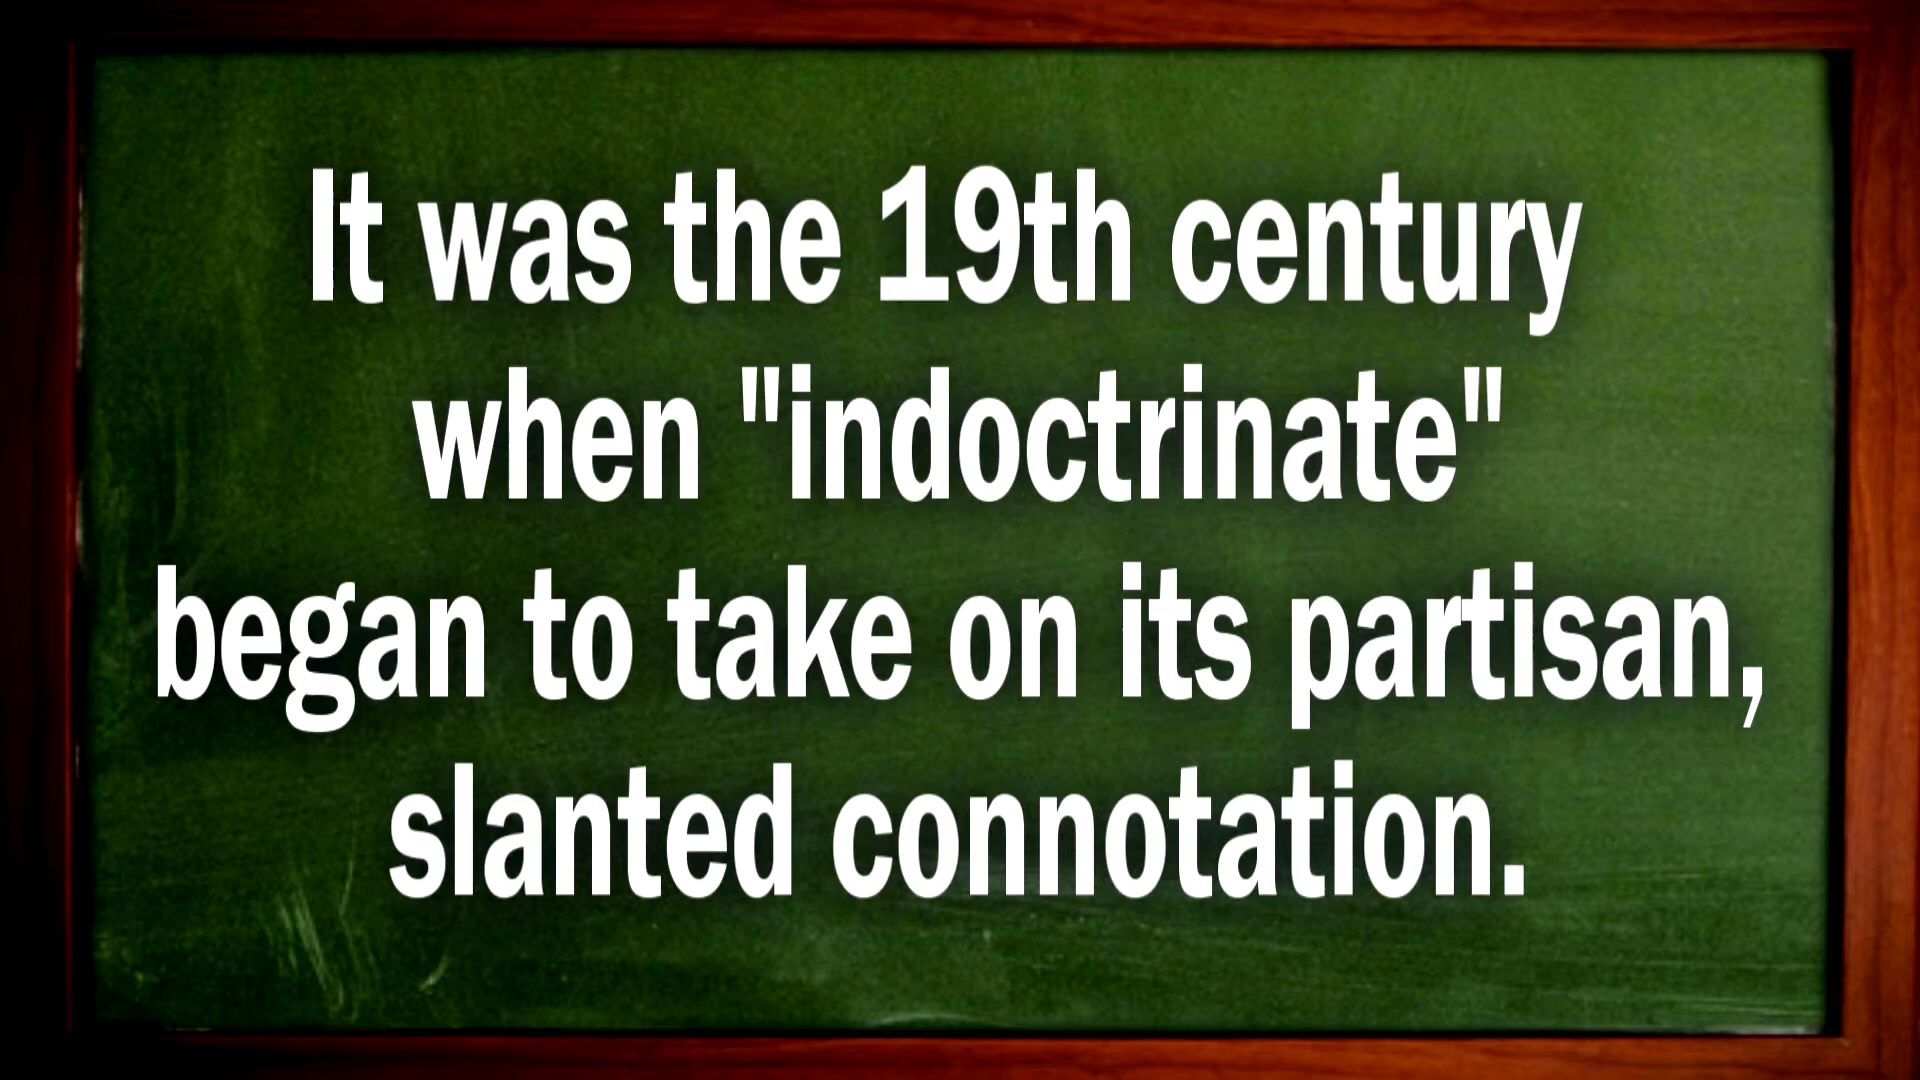 It was the 19th century
when "indoctrinate"
began to take on its partisan,
slanted connotation.